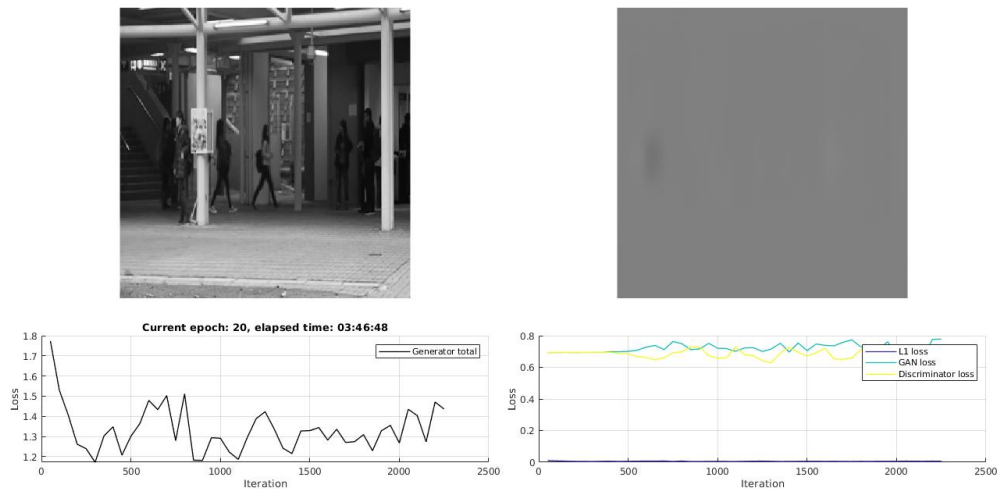 Current epoch: 20, elapsed time: 03:46:48
Loss
1.8
1.7
1.6
1.5
1.4
1.3
1.2
Generator total
0
500
1000
1500
2000
2500
Iteration
Loss
0.8
0.6
0.4
0.2
0
L1 loss
GAN loss
Discriminator loss
0
500
1000
1500
2000
2500
Iteration